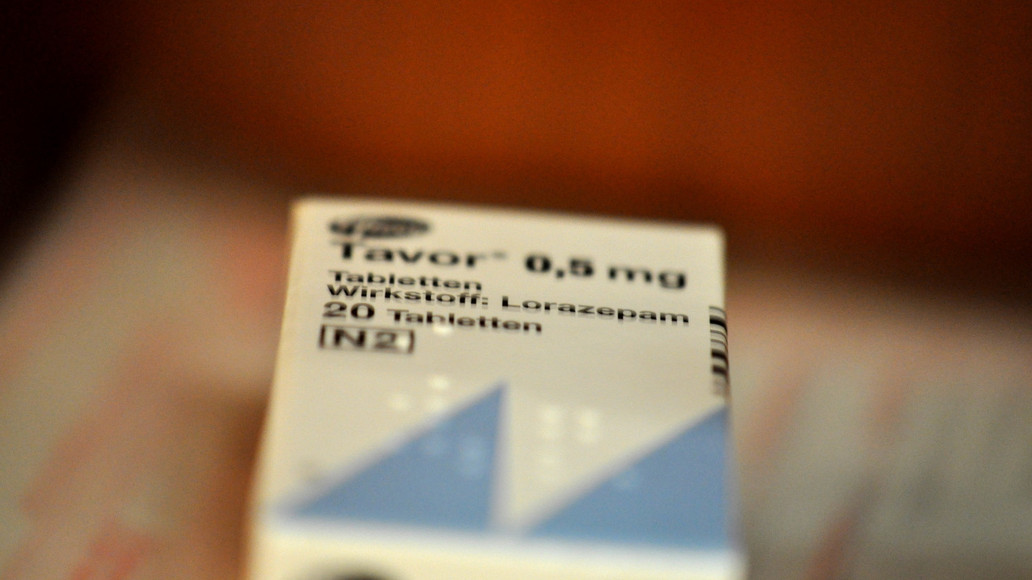 Tavor® 0,5 mg
Tabletten
Wirkstoff: Lorazepam
20 Tabletten
N2